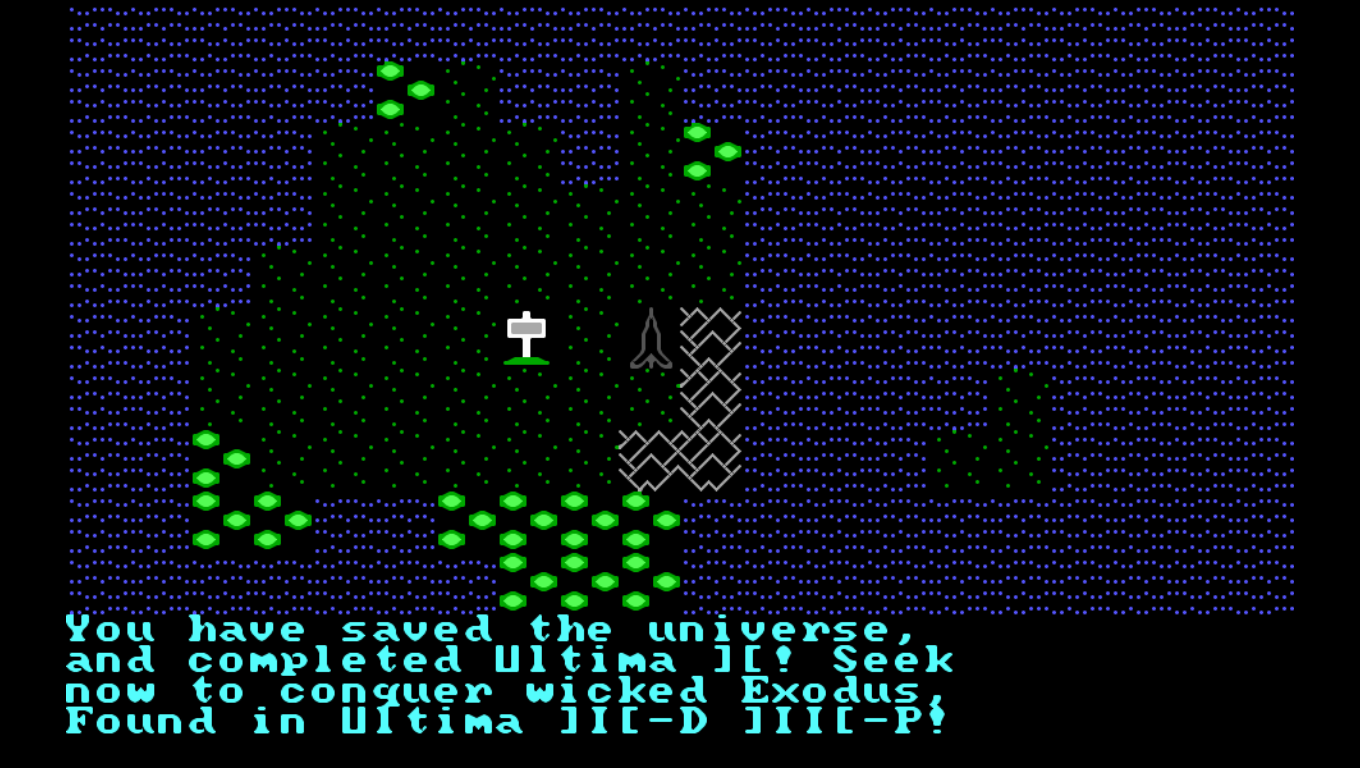 You have saved the universe,
and completed Ultima ][! Seek
now to conquer wicked Exodus,
Found in Ultima ]I[-D ]II[-P!